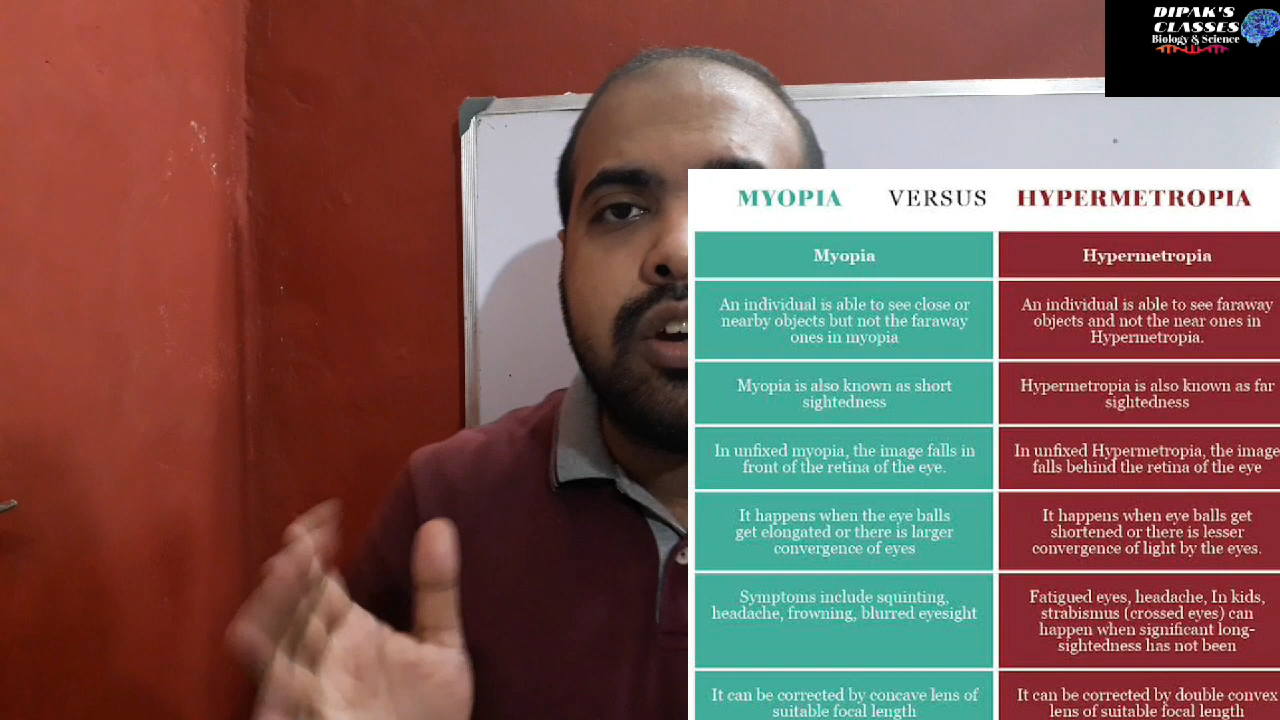 DIPAK'S
CLASSES
Biology & Science
MYOPIA VERSUS HYPERMETROPIA
Myopia
Hypermetropia
An individual is able to see close or
nearby objects but not the faraway
ones in myopia
An individual is able to see faraway
objects and not the near ones in
Hypermetropia.
Myopia is also known as short
sightedness
Hypermetropia is also known as far
sightedness
In unfixed myopia, the image falls in
front of the retina of the eye.
In unfixed Hypermetropia, the image
falls behind the retina of the eye
It happens when the eye balls
get elongated or there is larger
convergence of eyes
It happens when eye balls get
shortened or there is lesser
convergence of light by the eyes.
Symptoms include squinting,
headache, frowning, blurred eyesight
Fatigued eyes, headache, In kids,
strabismus (crossed eyes) can
happen when significant long-
sightedness has not been
It can be corrected by concave lens of
suitable focal length
It can be corrected by double convex
lens of suitable focal length